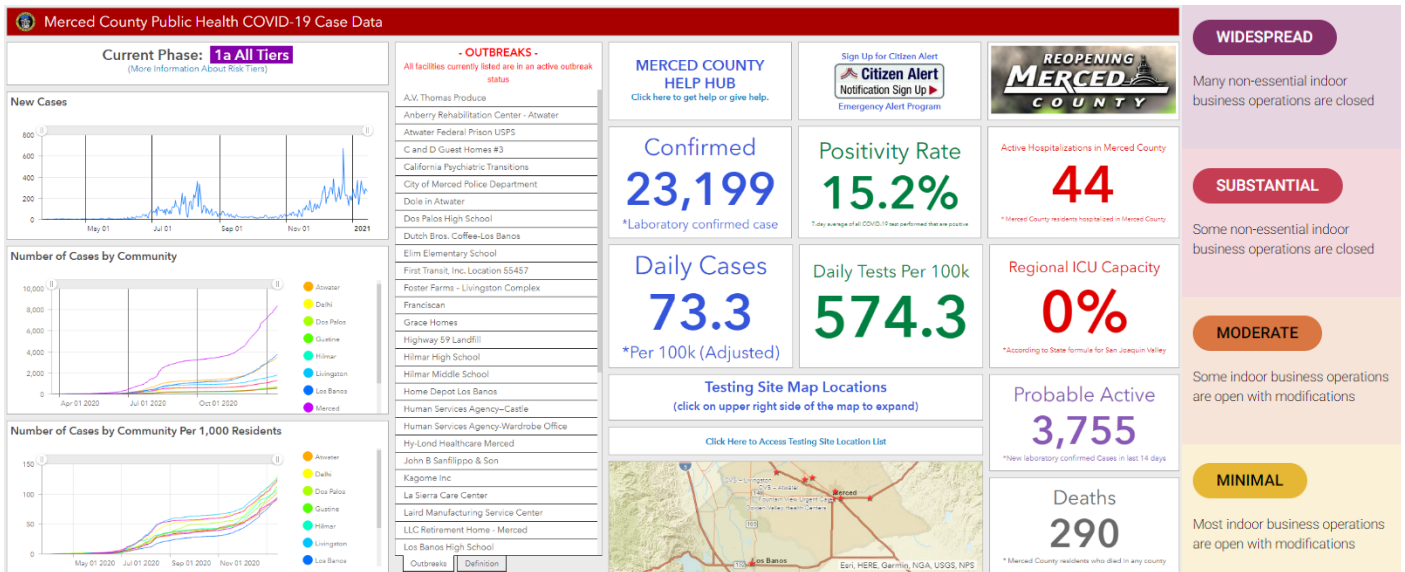 Merced County Public Health COVID-19 Case Data
Current Phase: 1a All Tiers
(More Information About Risk Tiers)
New Cases
800
600
400
200
0
May 01
Jul 01
Sep 01
Nov 01
2021
Number of Cases by Community
10,000
8,000
6,000
4,000
2,000
0
Apr 01 2020
Jul 01 2020
Oct 01 2020
Atwater
Delhi
Dos Palos
Gustine
Hilmar
Livingston
Los Banos
Merced
Number of Cases by Community Per 1,000 Residents
150
100
50
0
May 01 2020
Jul 01 2020
Sep 01 2020
Nov 01 2020
Atwater
Delhi
Dos Palos
Gustine
Hilmar
Livingston
Los Banos
- OUTBREAKS -
All facilities currently listed are in an active outbreak
status
A.V. Thomas Produce
Anberry Rehabilitation Center - Atwater
Atwater Federal Prison USPS
C and D Guest Homes #3
California Psychiatric Transitions
City of Merced Police Department
Dole in Atwater
Dos Palos High School
Dutch Bros. Coffee-Los Banos
Elim Elementary School
First Transit, Inc. Location 55457
Foster Farms - Livingston Complex
Franciscan
Grace Homes
Highway 59 Landfill
Hilmar High School
Hilmar Middle School
Home Depot Los Banos
Human Services Agency–Castle
Human Services Agency-Wardrobe Office
Hy-Lond Healthcare Merced
John B Sanfilippo & Son
Kagome Inc
La Sierra Care Center
Laird Manufacturing Service Center
LLC Retirement Home - Merced
Los Banos High School
Outbreaks
Definition
MERCED COUNTY
HELP HUB
Click here to get help or give help.
Sign Up for Citizen Alert
Citizen Alert
Notification Sign Up
Emergency Alert Program
REOPENING
MERCED
COUNTY
Confirmed
23,199
*Laboratory confirmed case
Positivity Rate
15.2%
7-day average of all COVID-19 test performed that are positive
Active Hospitalizations in Merced County
44
* Merced County residents hospitalized in Merced County
Daily Cases
73.3
*Per 100k (Adjusted)
Daily Tests Per 100k
574.3
Regional ICU Capacity
0%
*According to State formula for San Joaquin Valley
Testing Site Map Locations
(click on upper right side of the map to expand)
Click Here to Access Testing Site Location List
CVS – Livingston
CVS – Atwater
Fountain View Urgent Care
Golden Valley Health Centers
Merced
Los Banos
5
140
165
152
Esri, HERE, Garmin, NGA, USGS, NPS
Probable Active
3,755
*New laboratory confirmed Cases in last 14 days
Deaths
290
* Merced County residents who died in any county
WIDESPREAD
Many non-essential indoor
business operations are closed
SUBSTANTIAL
Some non-essential indoor
business operations are closed
MODERATE
Some indoor business operations
are open with modifications
MINIMAL
Most indoor business operations
are open with modifications